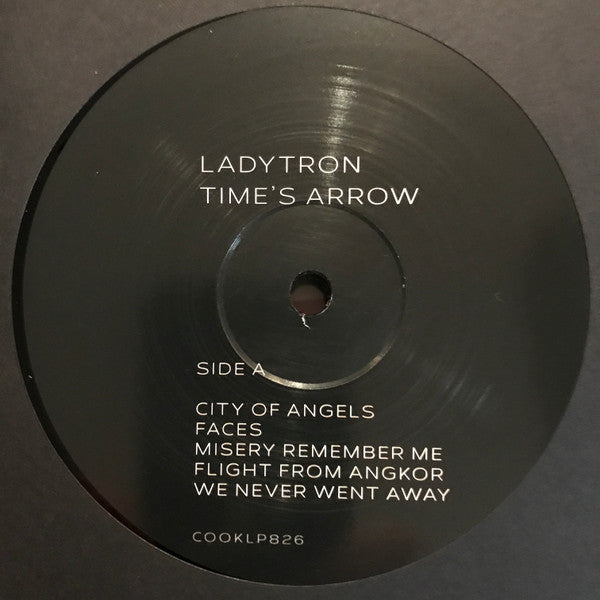 LADYTRON
TIME'S ARROW
SIDE A
CITY OF ANGELS
FACES
MISERY REMEMBER ME
FLIGHT FROM ANGKOR
WE NEVER WENT AWAY
COOKLP826